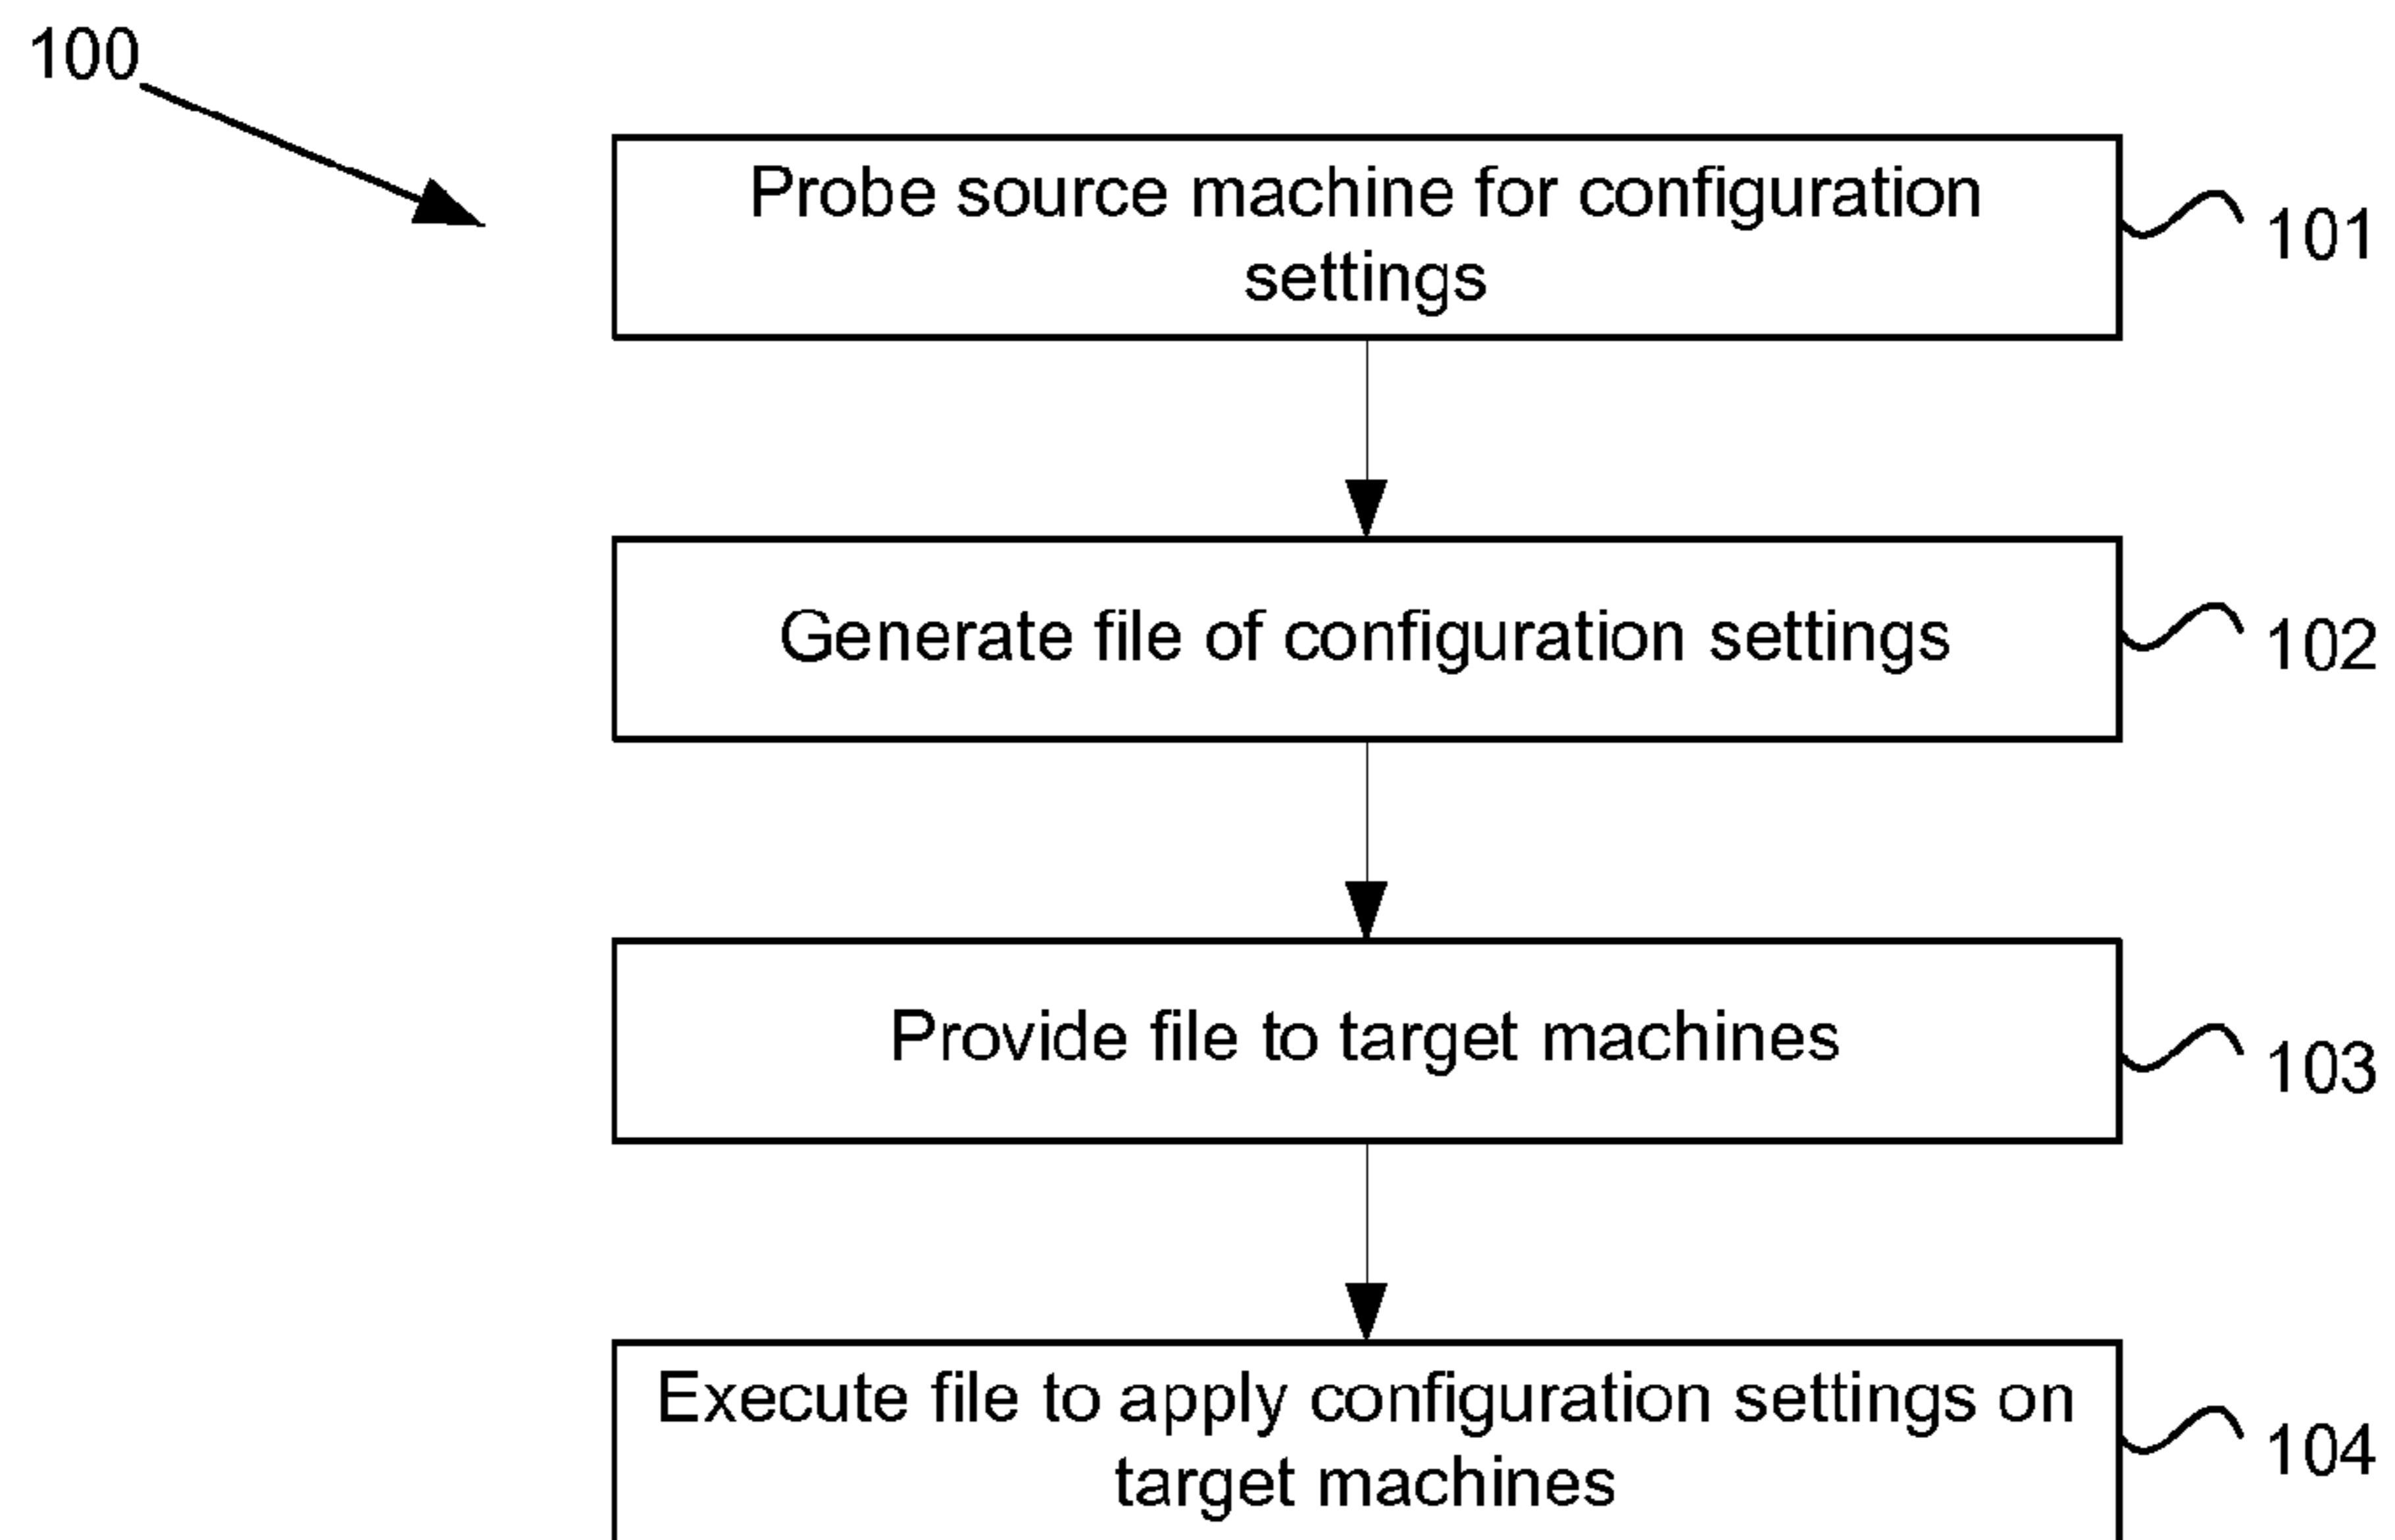 100
Probe source machine for configuration
settings
101
Generate file of configuration settings
102
Provide file to target machines
103
Execute file to apply configuration settings on
target machines
104